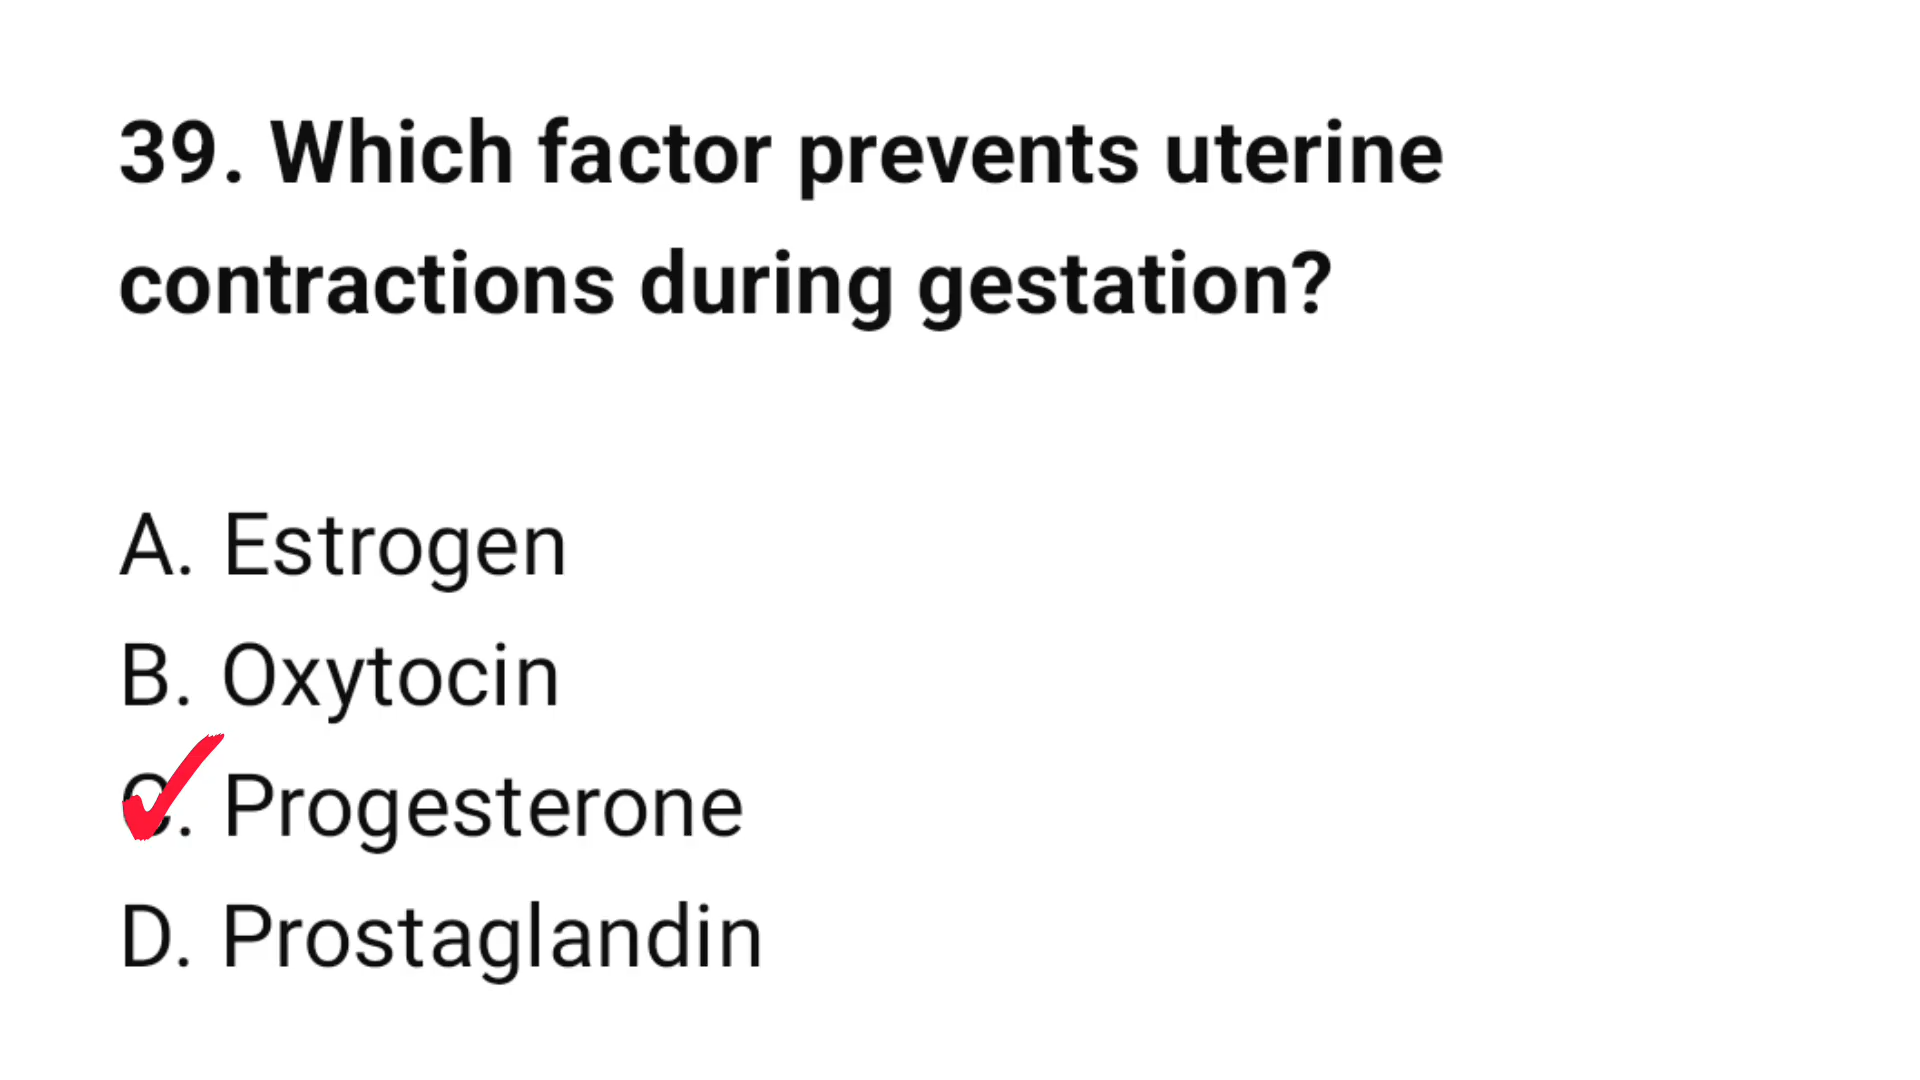 39. Which factor prevents uterine
contractions during gestation?
A. Estrogen
B. Oxytocin
C. Progesterone
D. Prostaglandin